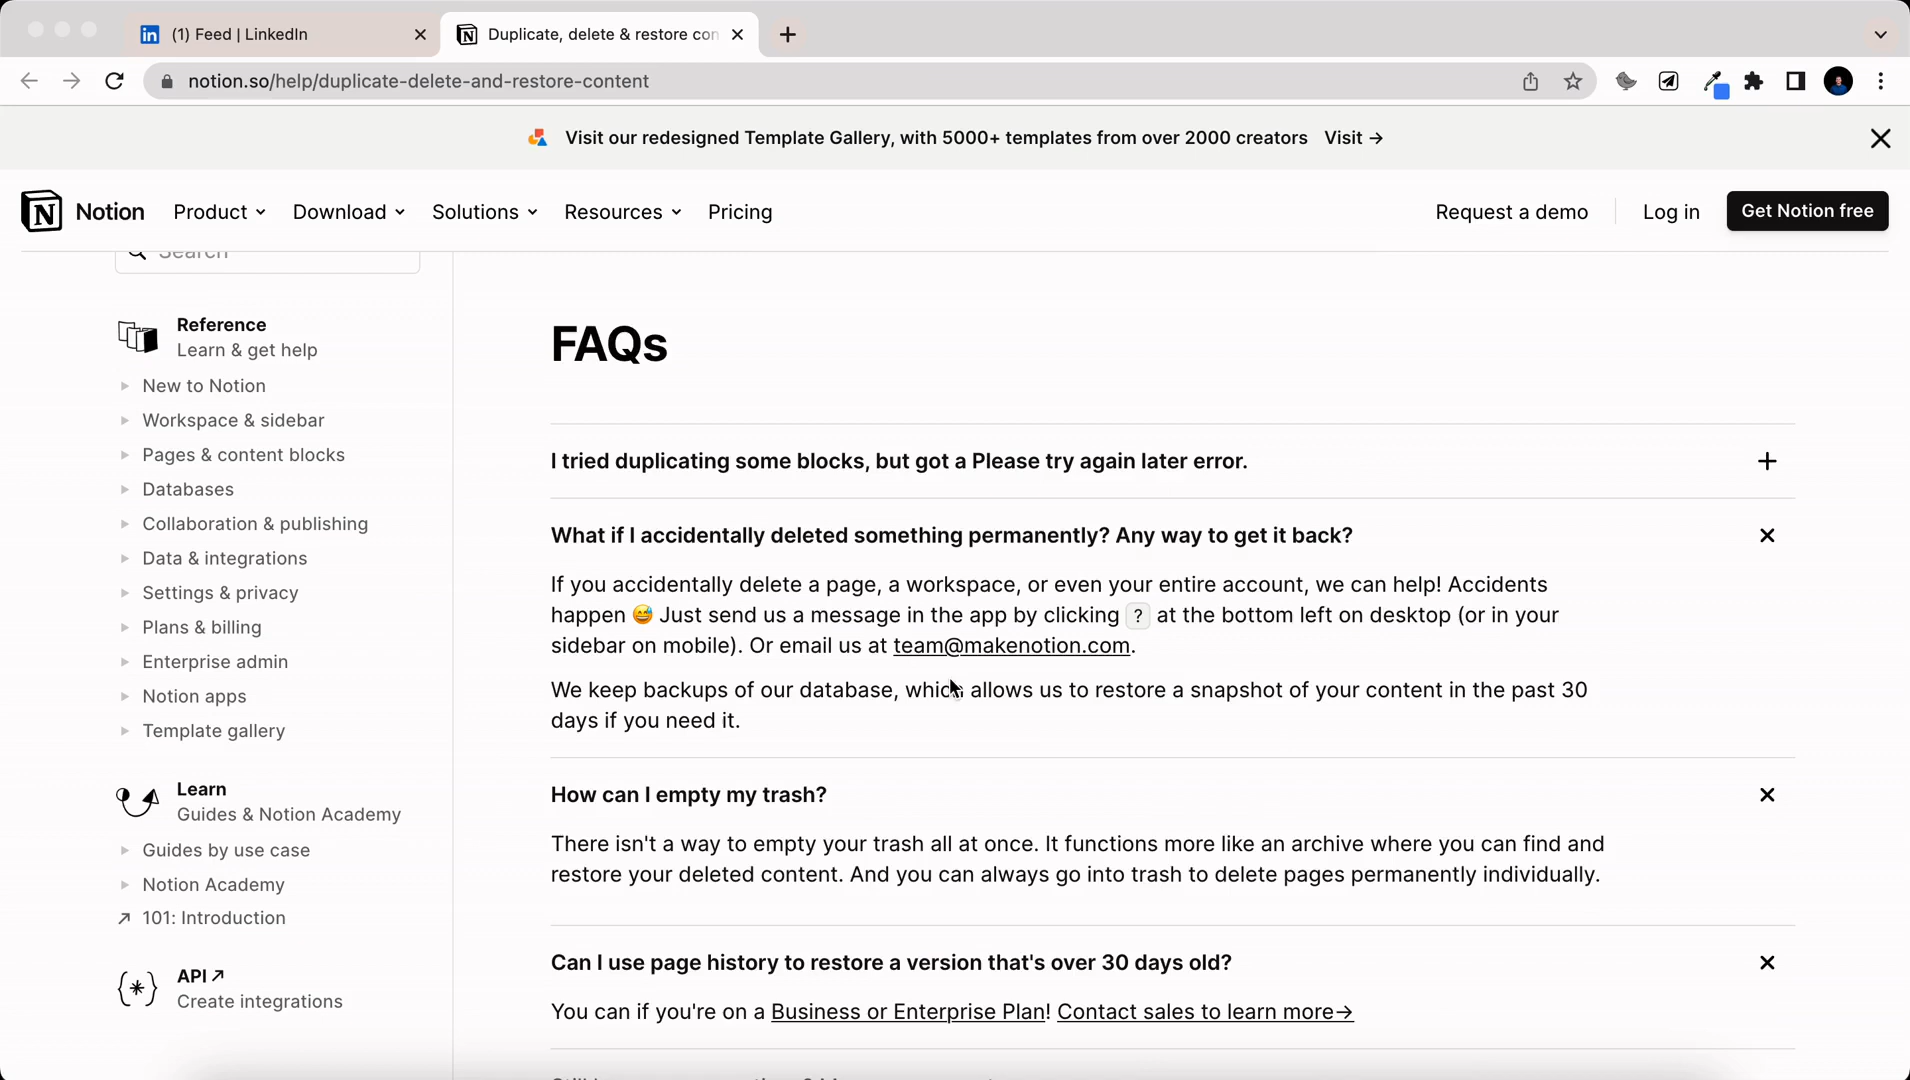 (1) Feed | LinkedIn
Duplicate, delete & restore con
notion.so/help/duplicate-delete-and-restore-content
Visit our redesigned Template Gallery, with 5000+ templates from over 2000 creators Visit →
Notion Product Download Solutions Resources Pricing Request a demo Log in Get Notion free
Search
Reference
Learn & get help
New to Notion
Workspace & sidebar
Pages & content blocks
Databases
Collaboration & publishing
Data & integrations
Settings & privacy
Plans & billing
Enterprise admin
Notion apps
Template gallery
Learn
Guides & Notion Academy
Guides by use case
Notion Academy
↗ 101: Introduction
API ↗
Create integrations
FAQs
I tried duplicating some blocks, but got a Please try again later error.
What if I accidentally deleted something permanently? Any way to get it back?
If you accidentally delete a page, a workspace, or even your entire account, we can help! Accidents
happen 😅 Just send us a message in the app by clicking ? at the bottom left on desktop (or in your
sidebar on mobile). Or email us at team@makenotion.com.
We keep backups of our database, which allows us to restore a snapshot of your content in the past 30
days if you need it.
How can I empty my trash?
There isn't a way to empty your trash all at once. It functions more like an archive where you can find and
restore your deleted content. And you can always go into trash to delete pages permanently individually.
Can I use page history to restore a version that's over 30 days old?
You can if you're on a Business or Enterprise Plan! Contact sales to learn more→